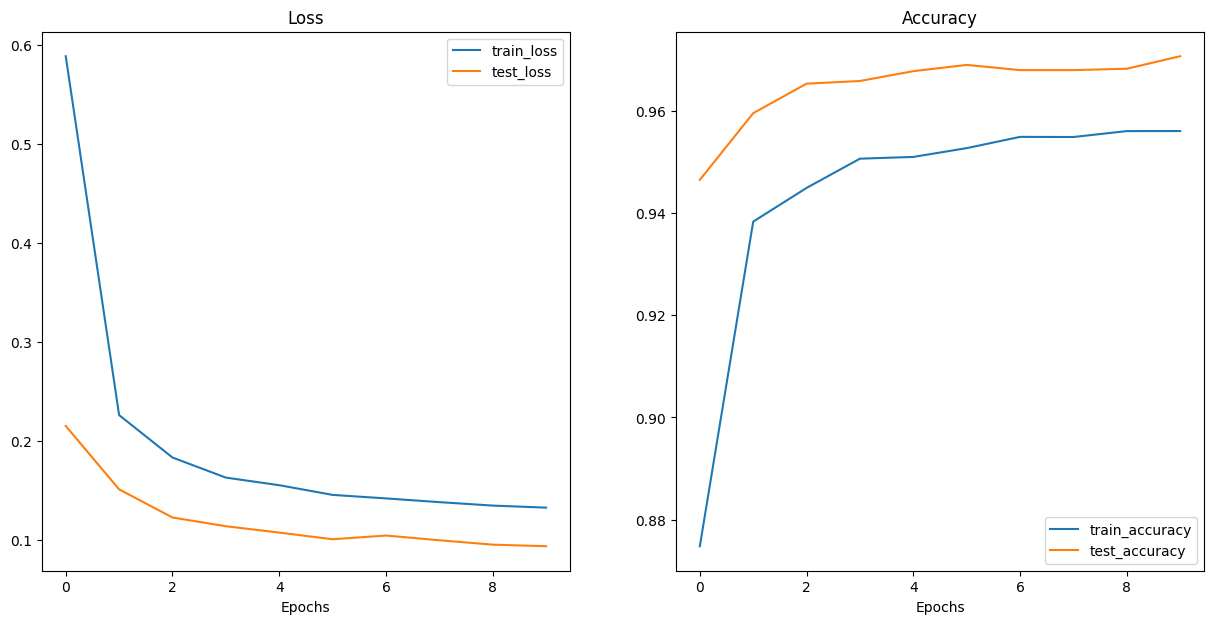 Loss
0.6
0.5
0.4
0.3
0.2
0.1
train_loss
test_loss
0 2 4 6 8
Epochs
Accuracy
0.96
0.94
0.92
0.90
0.88
train_accuracy
test_accuracy
0 2 4 6 8
Epochs